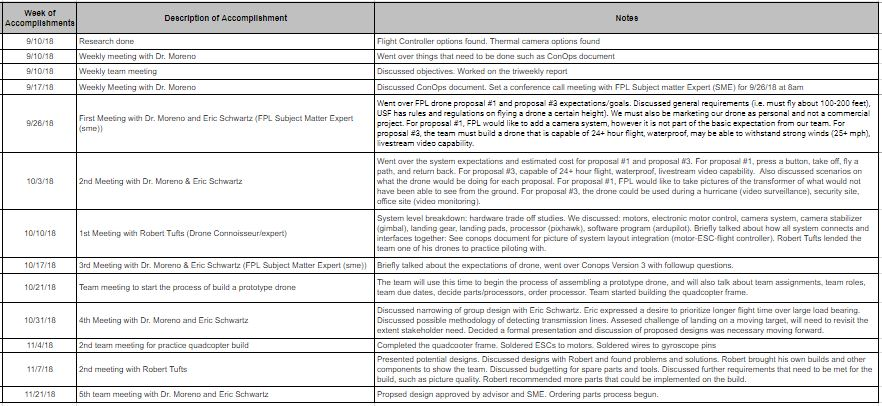 Week of
Accomplishments
Description of Accomplishment
Notes
9/10/18
Research done
Flight Controller options found. Thermal camera options found
9/10/18
Weekly meeting with Dr. Moreno
Went over things that need to be done such as ConOps document
9/10/18
Weekly team meeting
Discussed objectives. Worked on the triweekly report
9/17/18
Weekly Meeting with Dr. Moreno
Discussed ConOps document. Set a conference call meeting with FPL Subject matter Expert (SME) for 9/26/18 at 8am
9/26/18
First Meeting with Dr. Moreno and Eric Schwartz (FPL Subject Matter Expert
(sme))
Went over FPL drone proposal #1 and proposal #3 expectations/goals. Discussed general requirements (i.e. must fly about 100-200 feet),
USF has rules and regulations on flying a drone a certain height). We must also be marketing our drone as personal and not a commercial
project. For proposal #1, FPL would like to add a camera system, however it is not part of the basic expectation from our team. For
proposal #3, the team must build a drone that is capable of 24+ hour flight, waterproof, may be able to withstand strong winds (25+ mph),
livestream video capability.
10/3/18
2nd Meeting with Dr. Moreno & Eric Schwartz
Went over the system expectations and estimated cost for proposal #1 and proposal #3. For proposal #1, press a button, take off, fly a
path, and return back. For proposal #3, capable of 24+ hour flight, waterproof, livestream video capability. Also discussed scenarios on
what the drone would be doing for each proposal. For proposal #1, FPL would like to take pictures of the transformer of what would not
have been able to see from the ground. For proposal #3, the drone could be used during a hurricane (video surveillance), security site,
office site (video monitoring).
10/10/18
1st Meeting with Robert Tufts (Drone Connoisseur/expert)
System level breakdown: hardware trade off studies. We discussed: motors, electronic motor control, camera system, camera stabilizer
(gimbal), landing gear, landing pads, processor (pixhawk), software program (ardupilot). Briefly talked about how all system connects and
interfaces together: See conops document for picture of system layout integration (motor-ESC-flight controller). Robert Tufts lended the
team one of his drones to practice piloting with.
10/17/18
3rd Meeting with Dr. Moreno & Eric Schwartz (FPL Subject Matter Expert (sme))
Briefly talked about the expectations of drone, went over Conops Version 3 with followup questions.
10/21/18
Team meeting to start the process of build a prototype drone
The team will use this time to begin the process of assembling a prototype drone, and will also talk about team assignments, team roles,
team due dates, decide parts/processors, order processor. Team started building the quadcopter frame.
10/31/18
4th Meeting with Dr. Moreno and Eric Schwartz
Discussed narrowing of group design with Eric Schwartz. Eric expressed a desire to prioritize longer flight time over large load bearing.
Discussed possible methodology of detecting transmission lines. Assesed challenge of landing on a moving target, will need to revisit the
extent stakeholder need. Decided a formal presentation and discussion of proposed designs was necessary moving forward.
11/4/18
2nd team meeting for practice quadcopter build
Completed the quadcopter frame. Soldered ESCs to motors. Soldered wires to gyroscope pins
11/7/18
2nd meeting with Robert Tufts
Presented potential designs. Discussed designs with Robert and found problems and solutions. Robert brought his own builds and other
components to show the team. Discussed budgeting for spare parts and tools. Discussed further requirements that need to be met for the
build, such as picture quality. Robert recommended more parts that could be implemented on the build.
11/21/18
5th team meeting with Dr. Moreno and Eric Schwartz
Propsed design approved by advisor and SME. Ordering parts process begun.